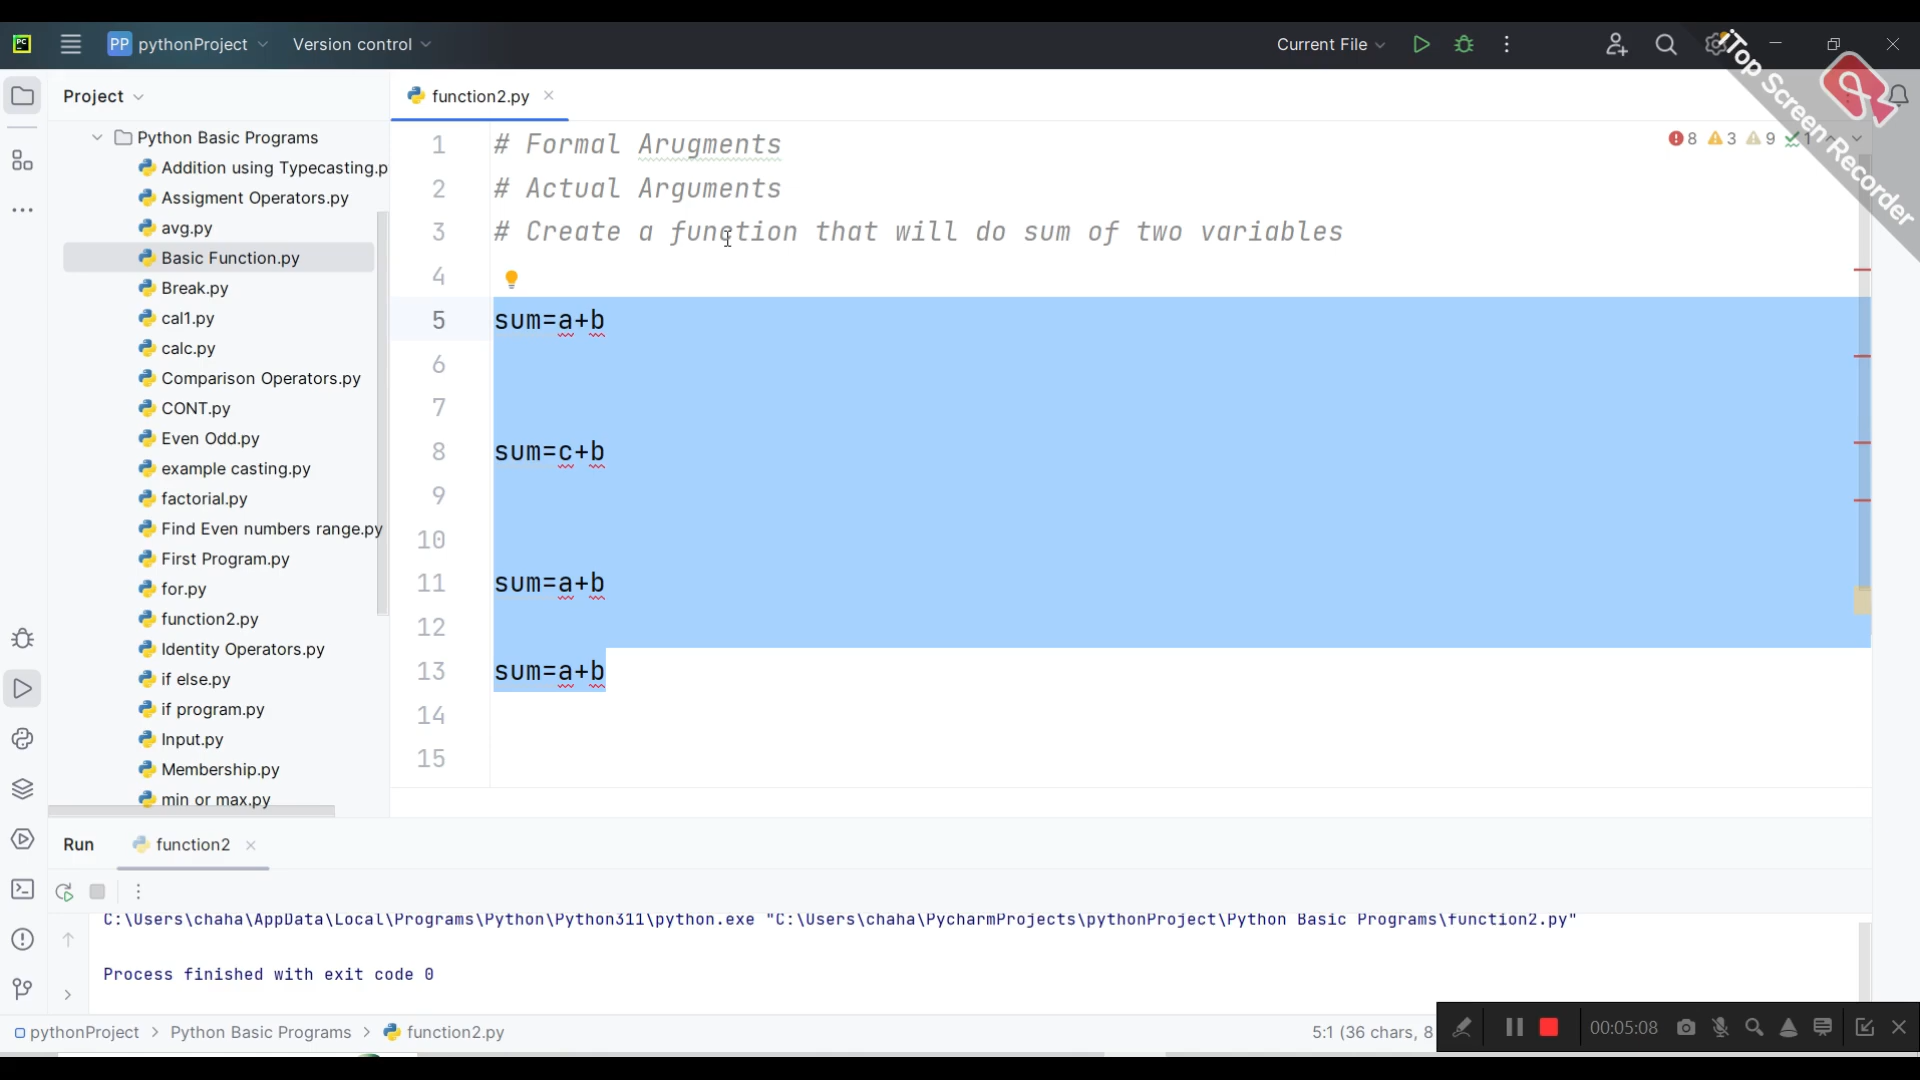 PC
PP pythonProject
Version control
Current File
iTop Screen Recorder
Project
function2.py
Python Basic Programs
Addition using Typecasting.p
Assigment Operators.py
avg.py
Basic Function.py
Break.py
cal1.py
calc.py
Comparison Operators.py
CONT.py
Even Odd.py
example casting.py
factorial.py
Find Even numbers range.py
First Program.py
for.py
function2.py
Identity Operators.py
if else.py
if program.py
Input.py
Membership.py
min or max.py
8 3 9 1
1 # Formal Arugments
2 # Actual Arguments
3 # Create a function that will do sum of two variables
4
5 sum=a+b
6
7
8 sum=c+b
9
10
11 sum=a+b
12
13 sum=a+b
14
15
Run function2
C:\Users\chaha\AppData\Local\Programs\Python\Python311\python.exe "C:\Users\chaha\PycharmProjects\pythonProject\Python Basic Programs\function2.py"
Process finished with exit code 0
pythonProject > Python Basic Programs > function2.py
5:1 (36 chars, 8
00:05:08